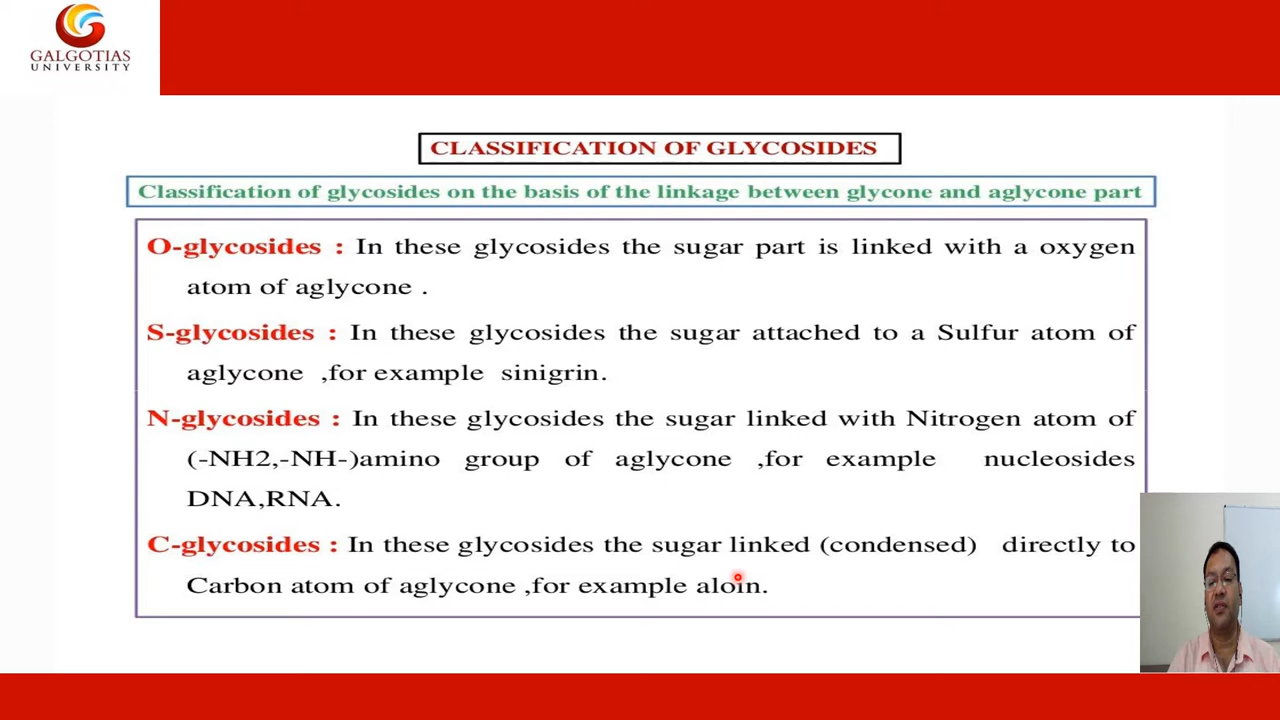 GALGOTIAS
UNIVERSITY
CLASSIFICATION OF GLYCOSIDES
Classification of glycosides on the basis of the linkage between glycone and aglycone part
O-glycosides : In these glycosides the sugar part is linked with a oxygen
atom of aglycone .
S-glycosides : In these glycosides the sugar attached to a Sulfur atom of
aglycone ,for example sinigrin.
N-glycosides : In these glycosides the sugar linked with Nitrogen atom of
(-NH2,-NH-)amino group of aglycone ,for example nucleosides
DNA,RNA.
C-glycosides : In these glycosides the sugar linked (condensed) directly to
Carbon atom of aglycone ,for example aloin.